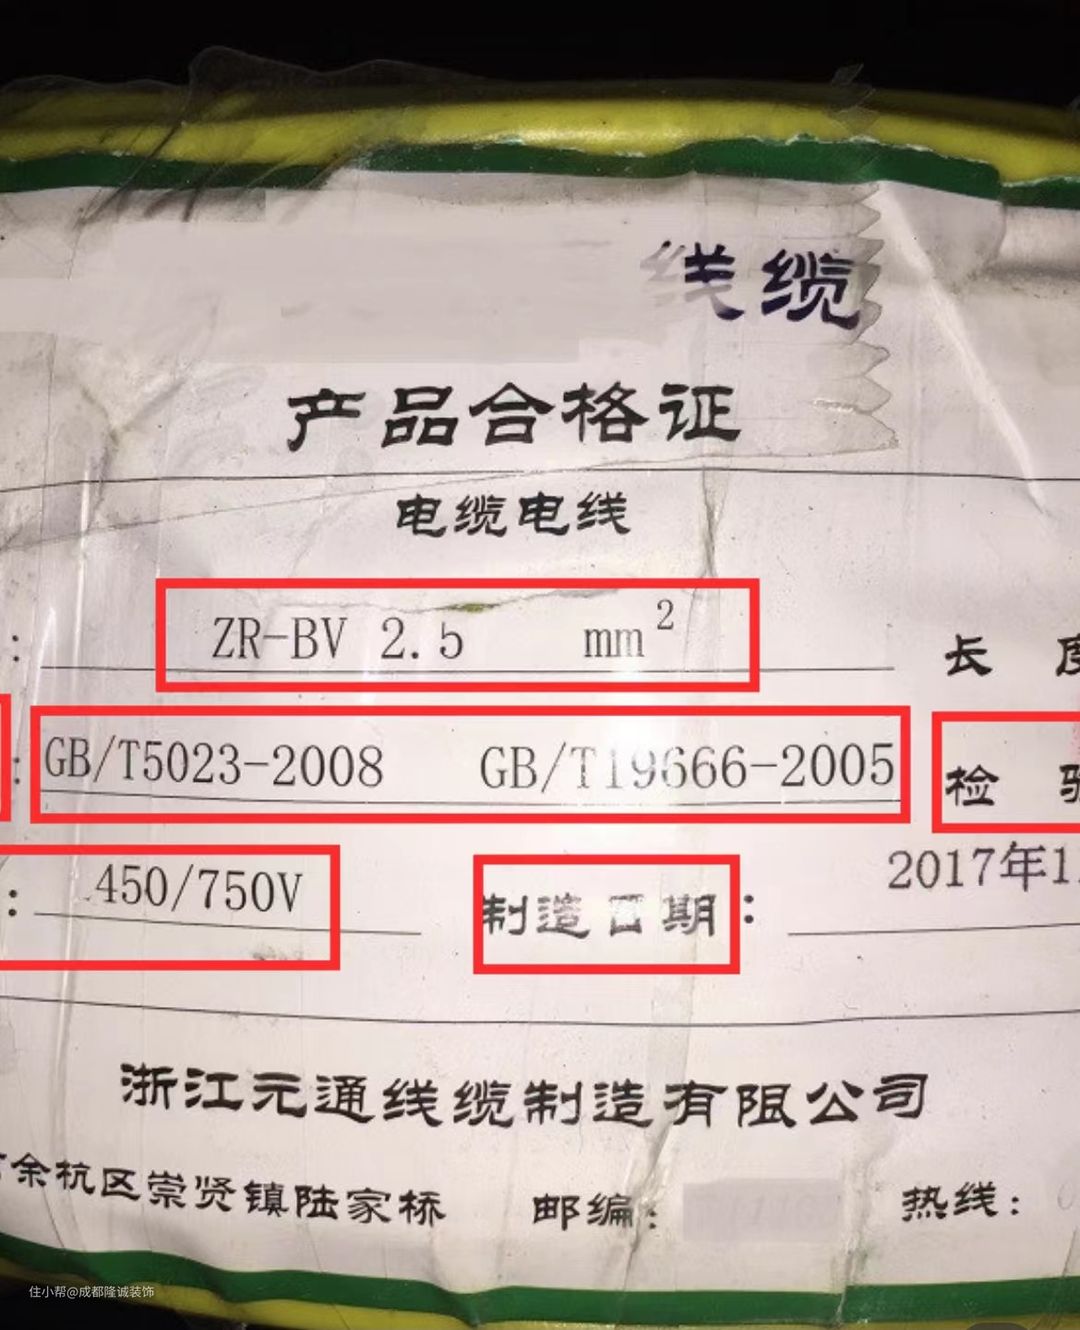 线缆
产品合格证
电缆电线
: ZR-BV 2.5 mm² 长
: GB/T5023-2008 GB/T19666-2005 检
: 450/750V 制造日期: 2017年1
浙江元通线缆制造有限公司
余杭区崇贤镇陆家桥 邮编: 热线:
住小帮@成都隆诚装饰